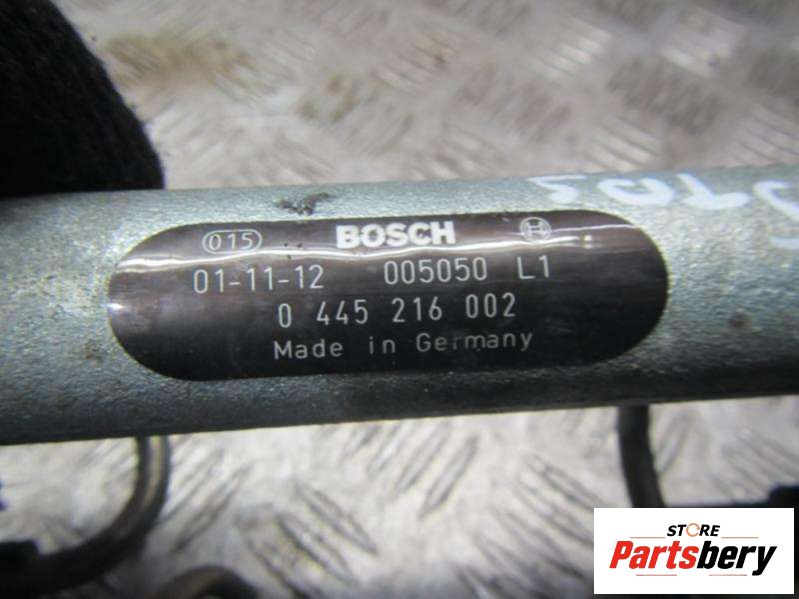 015 BOSCH
01-11-12 005050 L1
0 445 216 002
Made in Germany
STORE
Partsbery